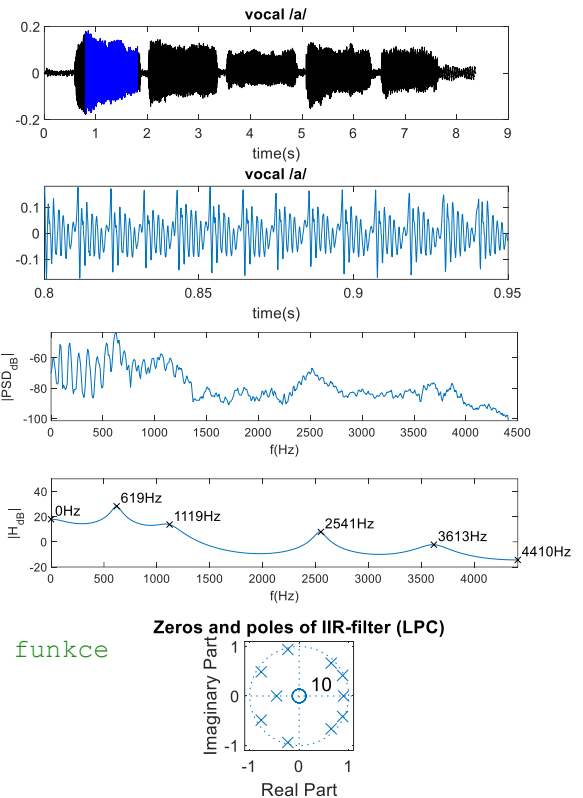 vocal /a/
0.2
0
-0.2
0 1 2 3 4 5 6 7 8 9
time(s)
vocal /a/
0.1
0
-0.1
0.8 0.85 0.9 0.95
time(s)
|PSD_dB|
-60
-80
-100
0 500 1000 1500 2000 2500 3000 3500 4000 4500
f(Hz)
|H_dB|
40
20
0
-20
0Hz
619Hz
1119Hz
2541Hz
3613Hz
4410Hz
0 500 1000 1500 2000 2500 3000 3500 4000
f(Hz)
Zeros and poles of IIR-filter (LPC)
funkce
Imaginary Part
1
0
-1
10
-1 0 1
Real Part